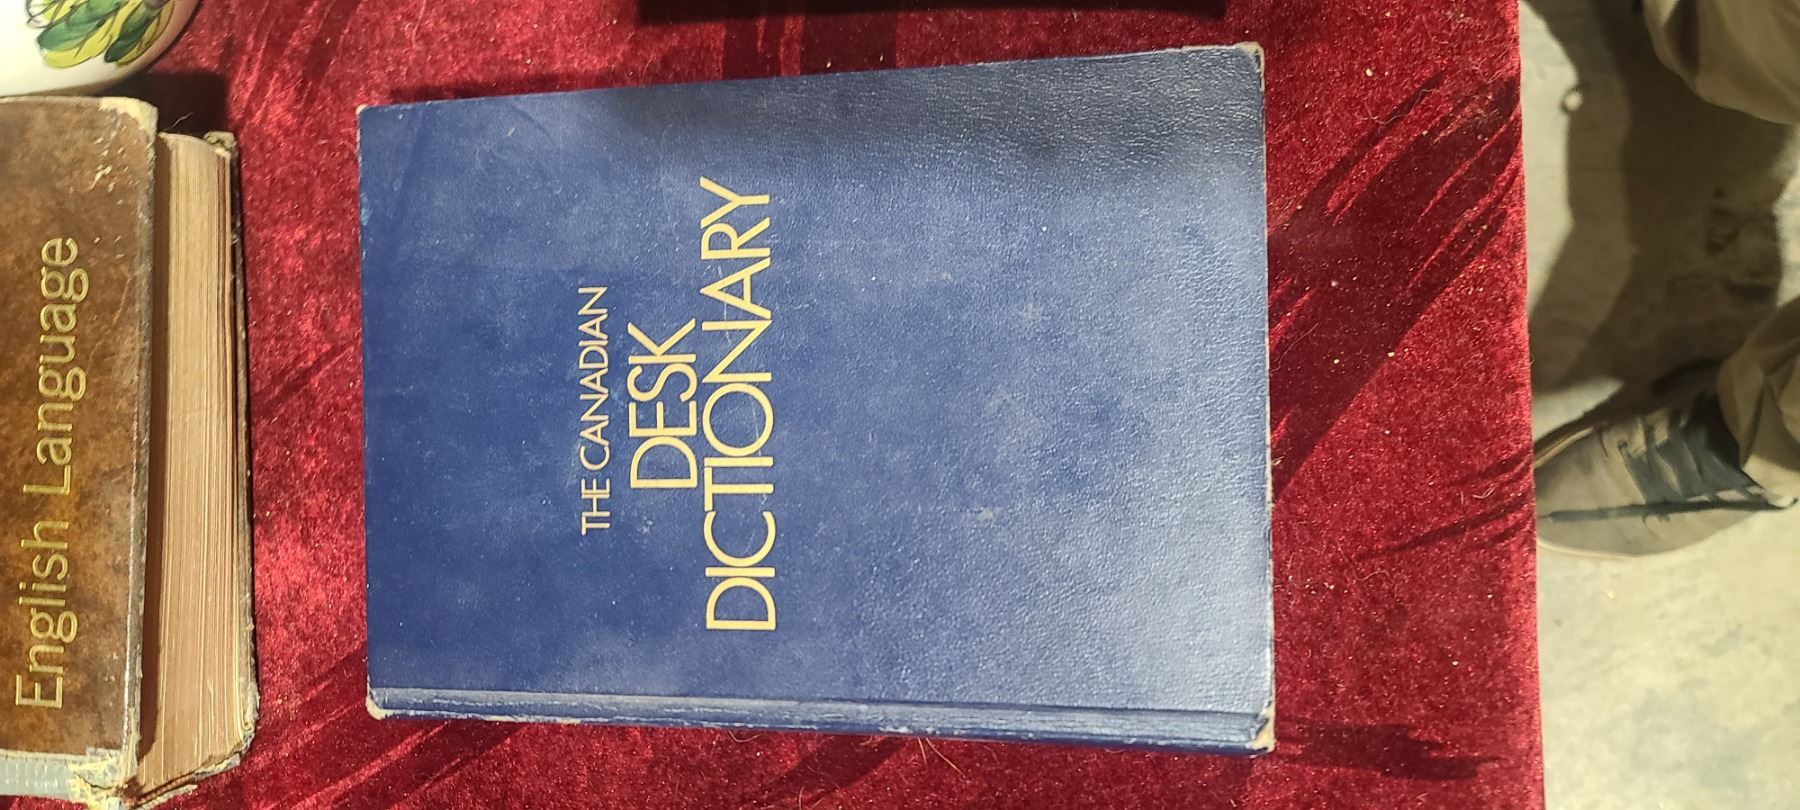 English Language
THE CANADIAN
DESK
DICTIONARY